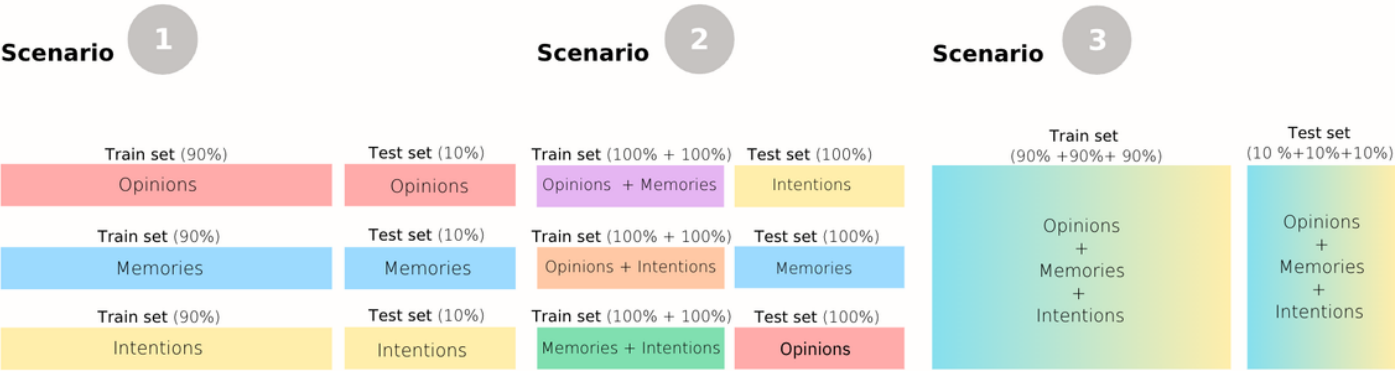 Scenario 1
Train set (90%)
Opinions
Test set (10%)
Opinions
Train set (90%)
Memories
Test set (10%)
Memories
Train set (90%)
Intentions
Test set (10%)
Intentions
Scenario 2
Train set (100% + 100%)
Opinions + Memories
Test set (100%)
Intentions
Train set (100% + 100%)
Opinions + Intentions
Test set (100%)
Memories
Train set (100% + 100%)
Memories + Intentions
Test set (100%)
Opinions
Scenario 3
Train set
(90% +90%+ 90%)
Opinions
+
Memories
+
Intentions
Test set
(10 %+10%+10%)
Opinions
+
Memories
+
Intentions